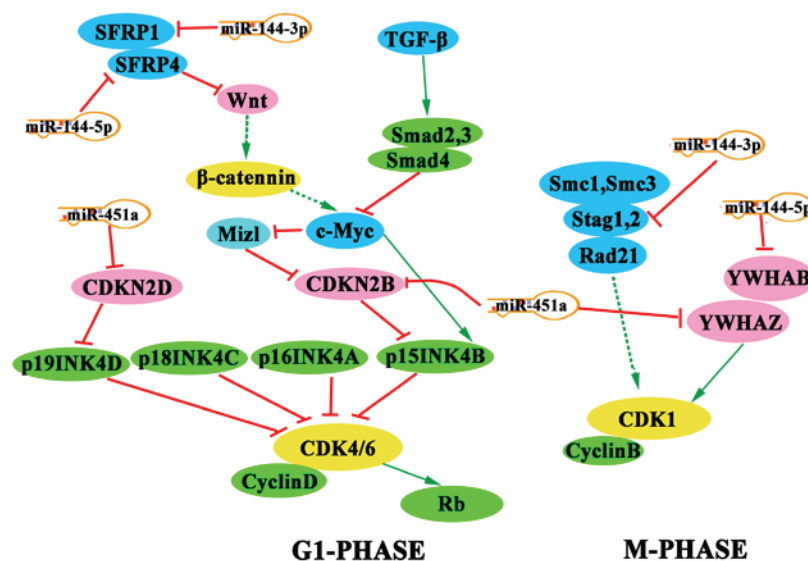 SFRP1
miR-144-3p
TGF-β
SFRP4
Wnt
miR-144-5p
Smad2,3
Smad4
miR-144-3p
β-catennin
Smc1,Smc3
miR-144-5p
miR-451a
Stag1,2
Mizl
c-Myc
Rad21
YWHAB
CDKN2D
CDKN2B
miR-451a
YWHAZ
p19INK4D
p18INK4C
p16INK4A
p15INK4B
CDK1
CDK4/6
CyclinB
CyclinD
Rb
G1-PHASE
M-PHASE